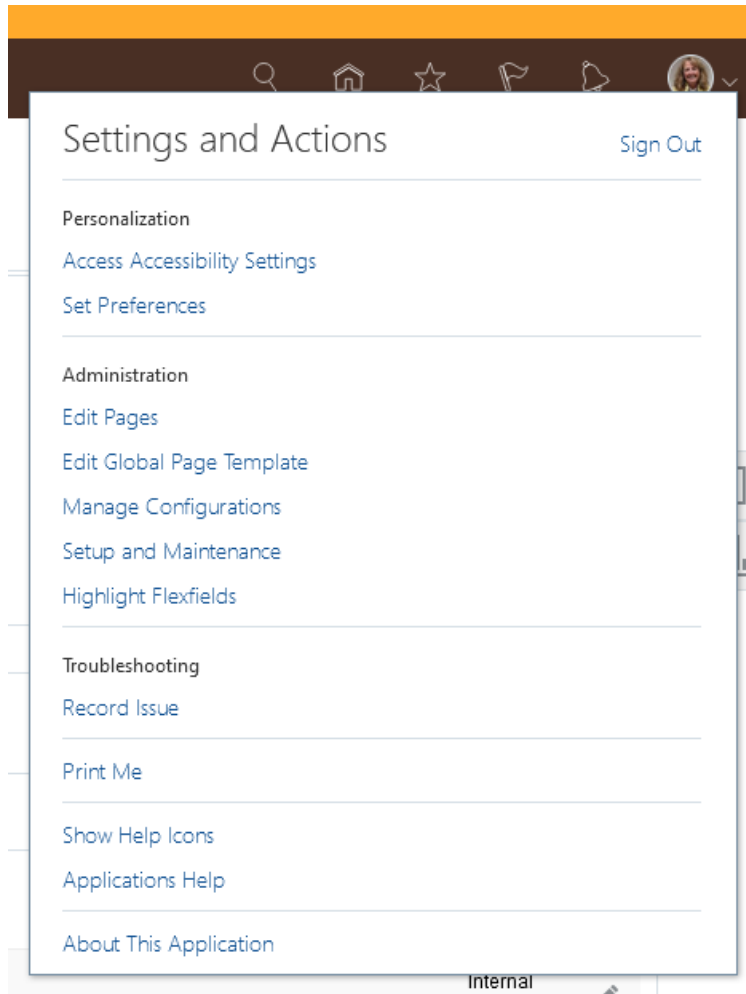 Settings and Actions
Sign Out
Personalization
Access Accessibility Settings
Set Preferences
Administration
Edit Pages
Edit Global Page Template
Manage Configurations
Setup and Maintenance
Highlight Flexfields
Troubleshooting
Record Issue
Print Me
Show Help Icons
Applications Help
About This Application
Internal